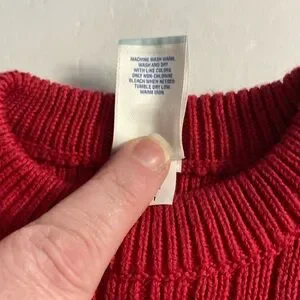 MACHINE WASH WARM,
WASH AND DRY
WITH LIKE COLORS
ONLY NON-CHLORINE
BLEACH WHEN NEEDED
TUMBLE DRY LOW,
WARM IRON.